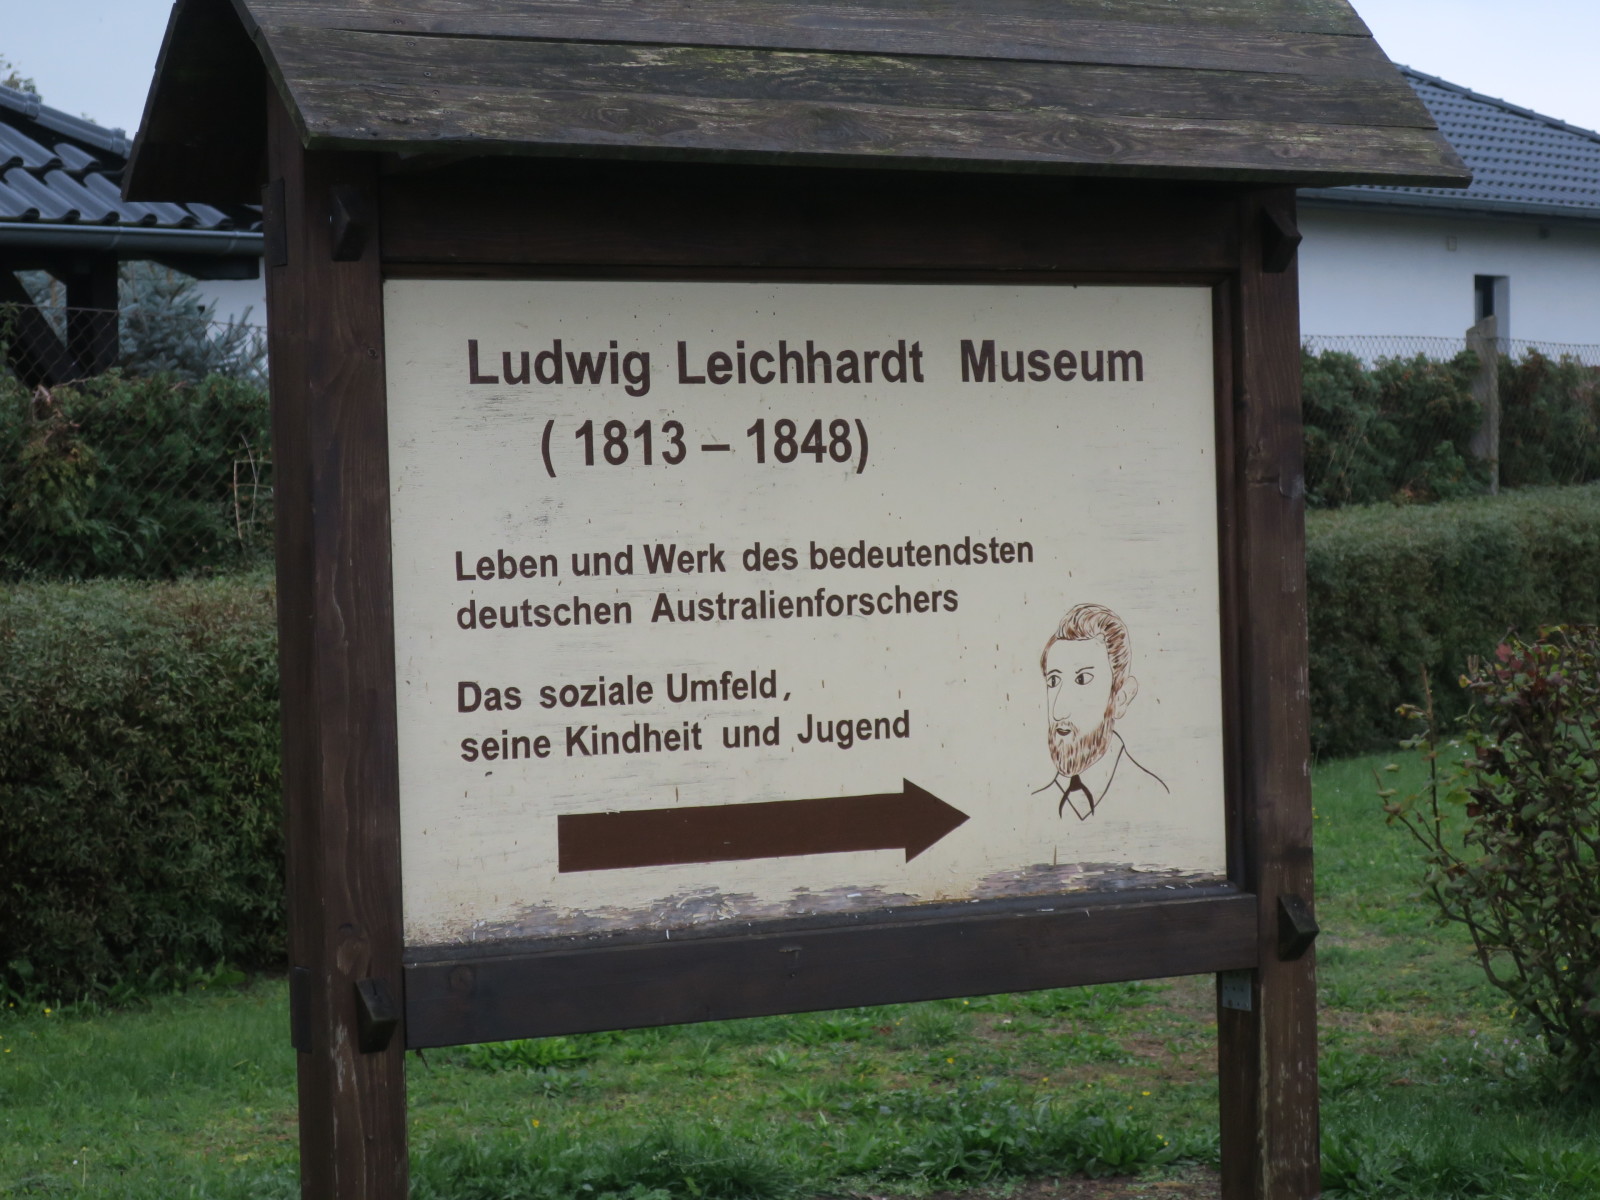 Ludwig Leichhardt Museum
( 1813 – 1848)
Leben und Werk des bedeutendsten
deutschen Australienforschers
Das soziale Umfeld,
seine Kindheit und Jugend